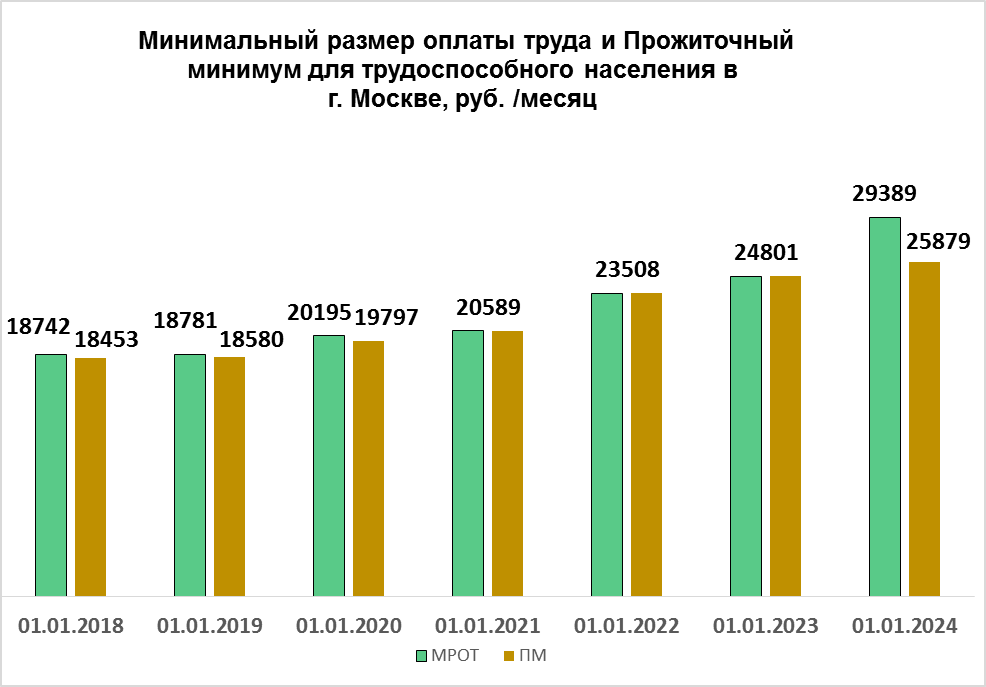 Минимальный размер оплаты труда и Прожиточный
минимум для трудоспособного населения в
г. Москве, руб. /месяц
29389
25879
24801
23508
20589
20195 19797
18781
18580
18742
18453
01.01.2018 01.01.2019 01.01.2020 01.01.2021 01.01.2022 01.01.2023 01.01.2024
МРОТ ПМ